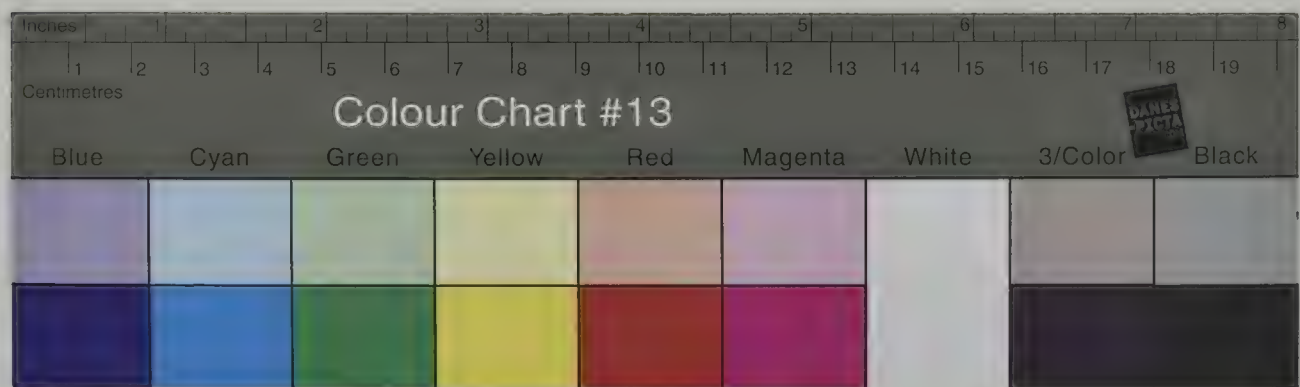 Inches 1 2 3 4 5 6 7 8
1 2 3 4 5 6 7 8 9 10 11 12 13 14 15 16 17 18 19
Centimetres
Colour Chart #13
DANES
PICTA
Blue Cyan Green Yellow Red Magenta White 3/Color Black